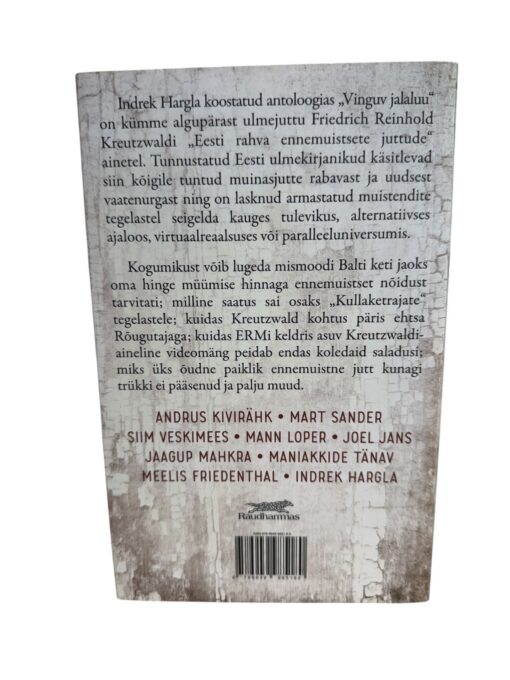 Indrek Hargla koostatud antoloogias „Vinguv jalaluu“
on kümme algupärast ulmejuttu Friedrich Reinhold
Kreutzwaldi „Eesti rahva ennemuistsete juttude“
ainetel. Tunnustatud Eesti ulmekirjanikud käsitlevad
siin kõigile tuntud muinasjutte rabavast ja uudsest
vaatenurgast ning on lasknud armastatud muistendite
tegelastel seigelda kauges tulevikus, alternatiivses
ajaloos, virtuaalreaalsuses või paralleeluniversumis.
Kogumikust võib lugeda mismoodi Balti keti jaoks
oma hinge müümise hinnaga ennemuistset nõidust
tarvitati; milline saatus sai osaks „Kullaketrajate“
tegelastele; kuidas Kreutzwald kohtus päris ehtsa
Rõugutajaga; kuidas ERMi keldris asuv Kreutzwaldi-
aineline videomäng peidab endas koledaid saladusi;
miks üks õudne paiklik ennemuistne jutt kunagi
trükki ei pääsenud ja palju muud.
ANDRUS KIVIRÄHK • MART SANDER
SIIM VESKIMEES • MANN LOPER • JOEL JANS
JAAGUP MAHKRA • MANIAKKIDE TÄNAV
MEELIS FRIEDENTHAL • INDREK HARGLA
Raudhammas